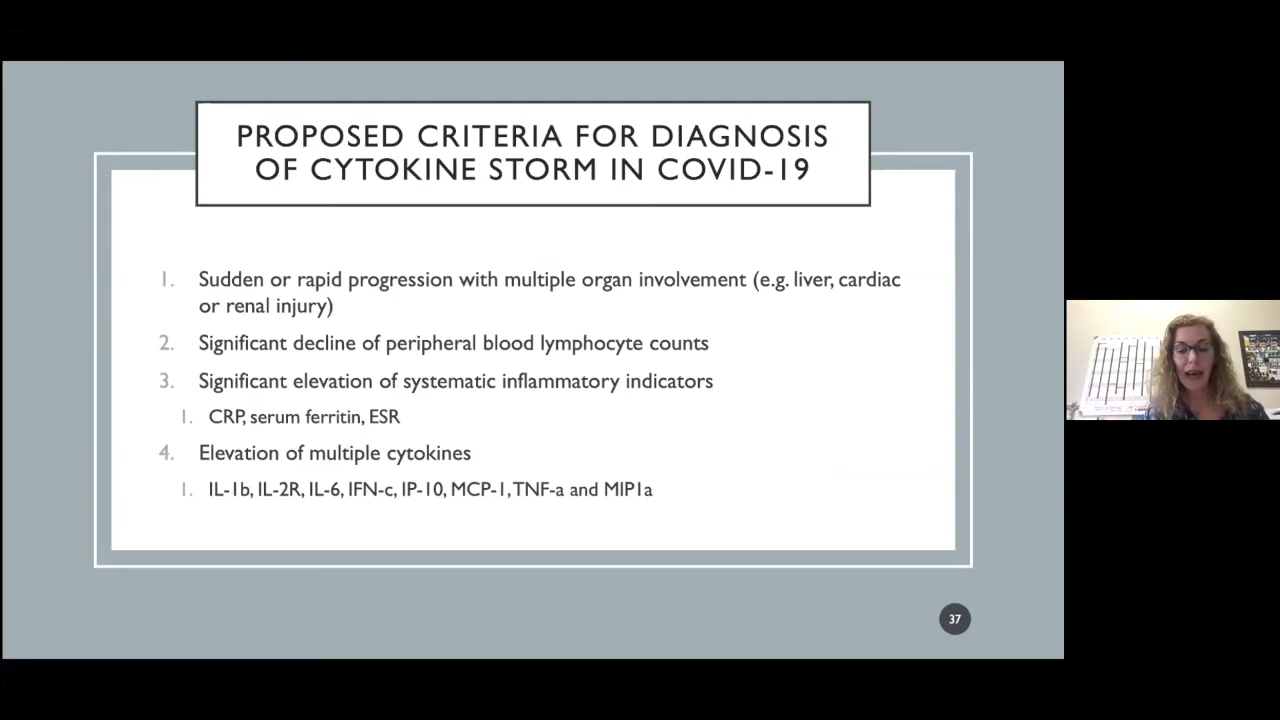 PROPOSED CRITERIA FOR DIAGNOSIS
OF CYTOKINE STORM IN COVID-19
1. Sudden or rapid progression with multiple organ involvement (e.g. liver, cardiac
or renal injury)
2. Significant decline of peripheral blood lymphocyte counts
3. Significant elevation of systematic inflammatory indicators
1. CRP, serum ferritin, ESR
4. Elevation of multiple cytokines
1. IL-1b, IL-2R, IL-6, IFN-c, IP-10, MCP-1, TNF-a and MIP1a
37